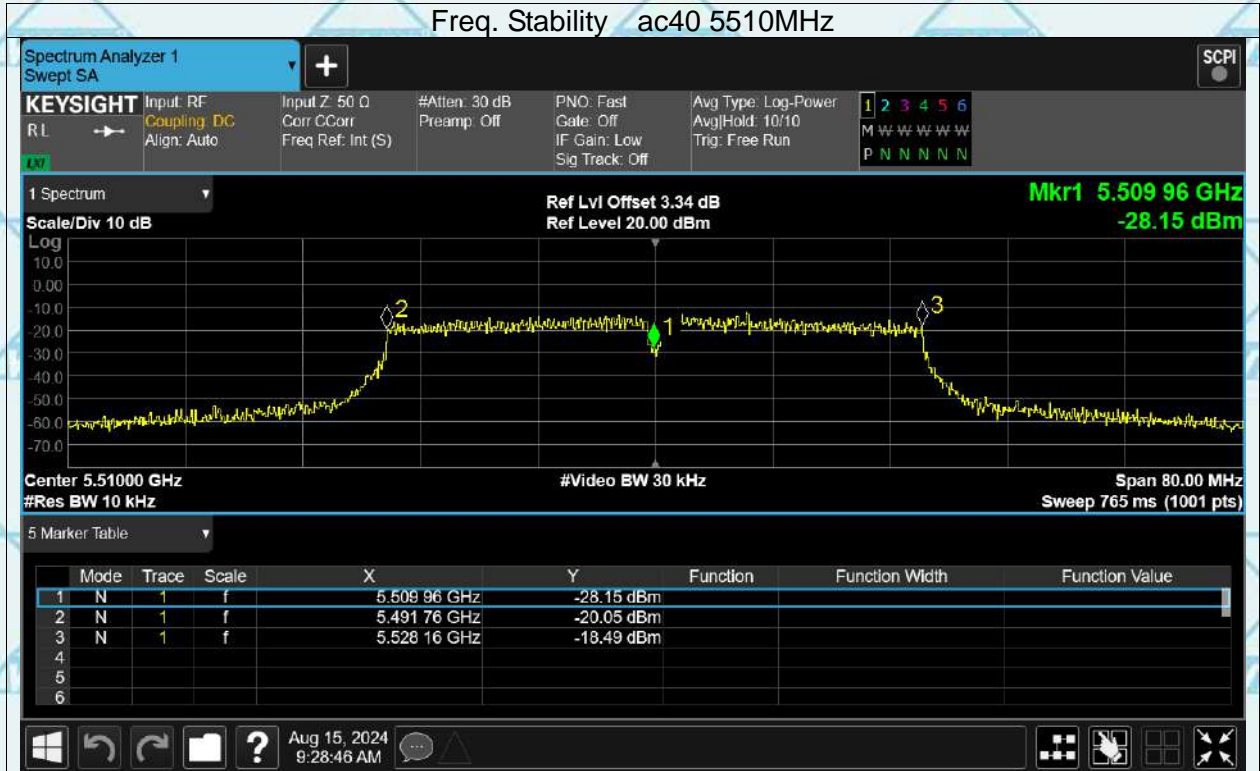 Freq. Stability ac40 5510MHz
Spectrum Analyzer 1
Swept SA
+
SCPI
KEYSIGHT
RL
LXI
Input: RF
Coupling: DC
Align: Auto
Input Z: 50 Ω
Corr CCorr
Freq Ref: Int (S)
#Atten: 30 dB
Preamp: Off
PNO: Fast
Gate: Off
IF Gain: Low
Sig Track: Off
Avg Type: Log-Power
Avg|Hold: 10/10
Trig: Free Run
1 2 3 4 5 6
M W W W W W W
P N N N N N N
1 Spectrum
Scale/Div 10 dB
Ref Lvl Offset 3.34 dB
Ref Level 20.00 dBm
Mkr1 5.509 96 GHz
-28.15 dBm
Log
10.0
0.00
-10.0
-20.0
-30.0
-40.0
-50.0
-60.0
-70.0
2
1
3
Center 5.51000 GHz
#Res BW 10 kHz
#Video BW 30 kHz
Span 80.00 MHz
Sweep 765 ms (1001 pts)
5 Marker Table
Mode Trace Scale X Y Function Function Width Function Value
1 N 1 f 5.509 96 GHz -28.15 dBm
2 N 1 f 5.491 76 GHz -20.05 dBm
3 N 1 f 5.528 16 GHz -18.49 dBm
4
5
6
?
Aug 15, 2024
9:28:46 AM